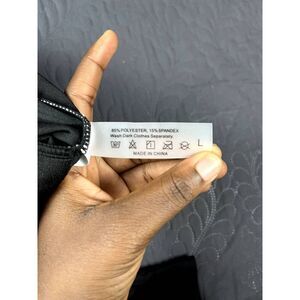 85% POLYESTER, 15% SPANDEX
Wash Dark Clothes Separately.
L
MADE IN CHINA